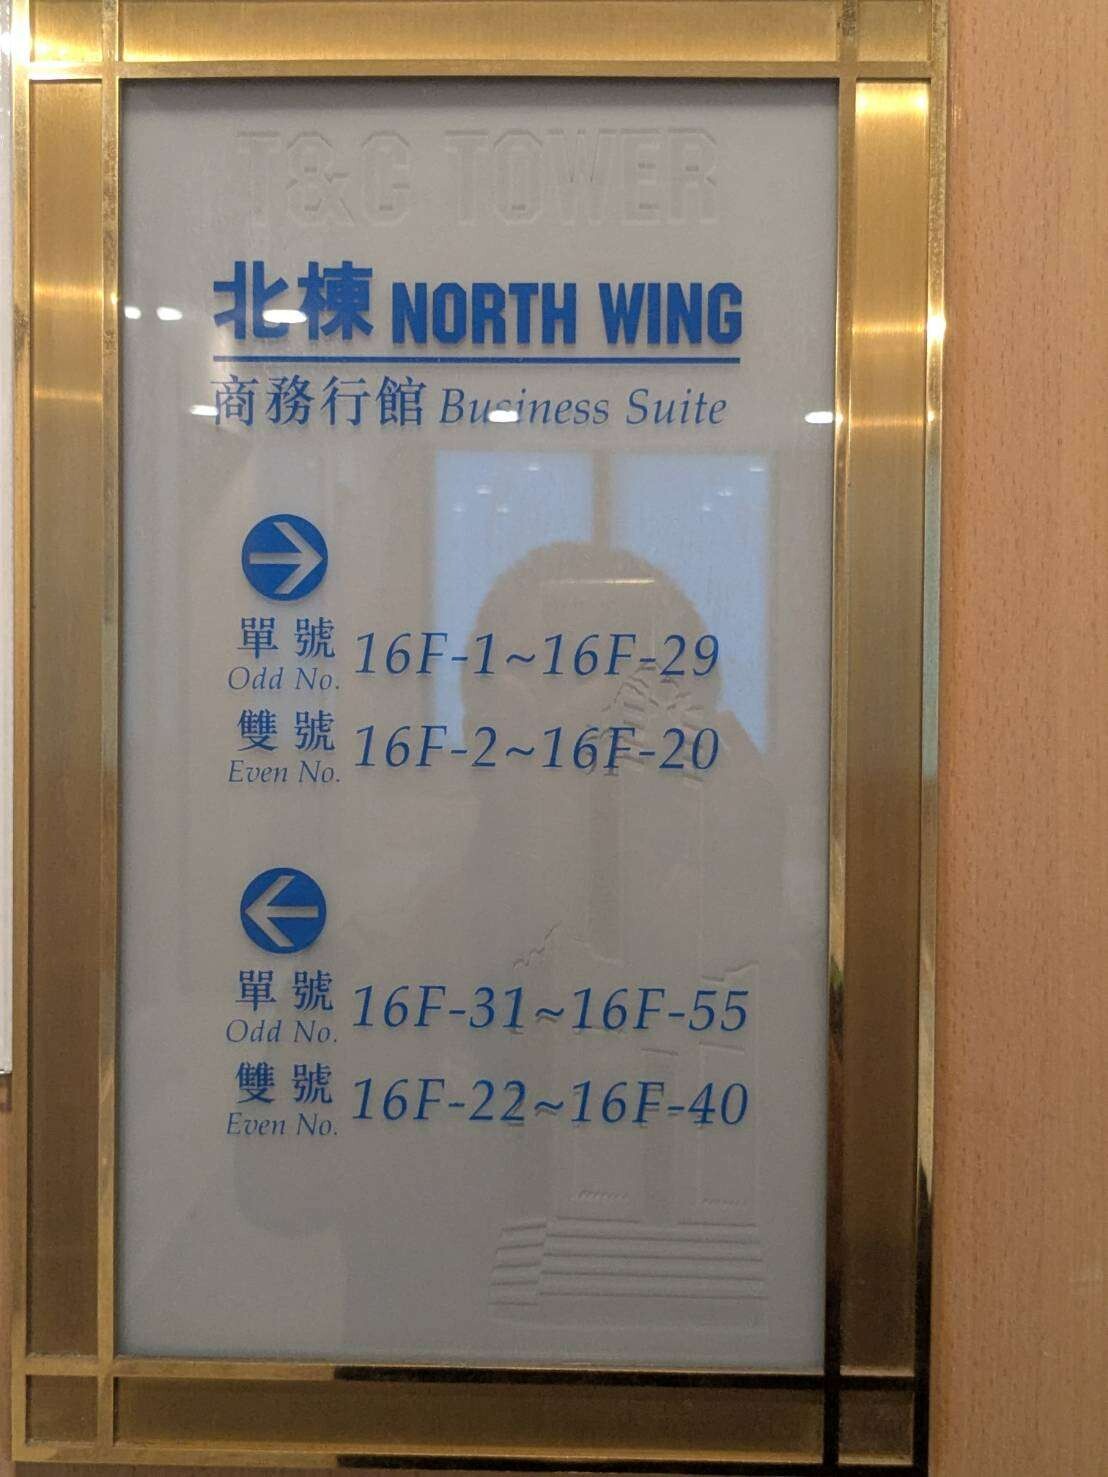 T&C TOWER
北棟 NORTH WING
商務行館 Business Suite
單號 16F-1~16F-29
Odd No.
雙號 16F-2~16F-20
Even No.
單號 16F-31~16F-55
Odd No.
雙號 16F-22~16F-40
Even No.